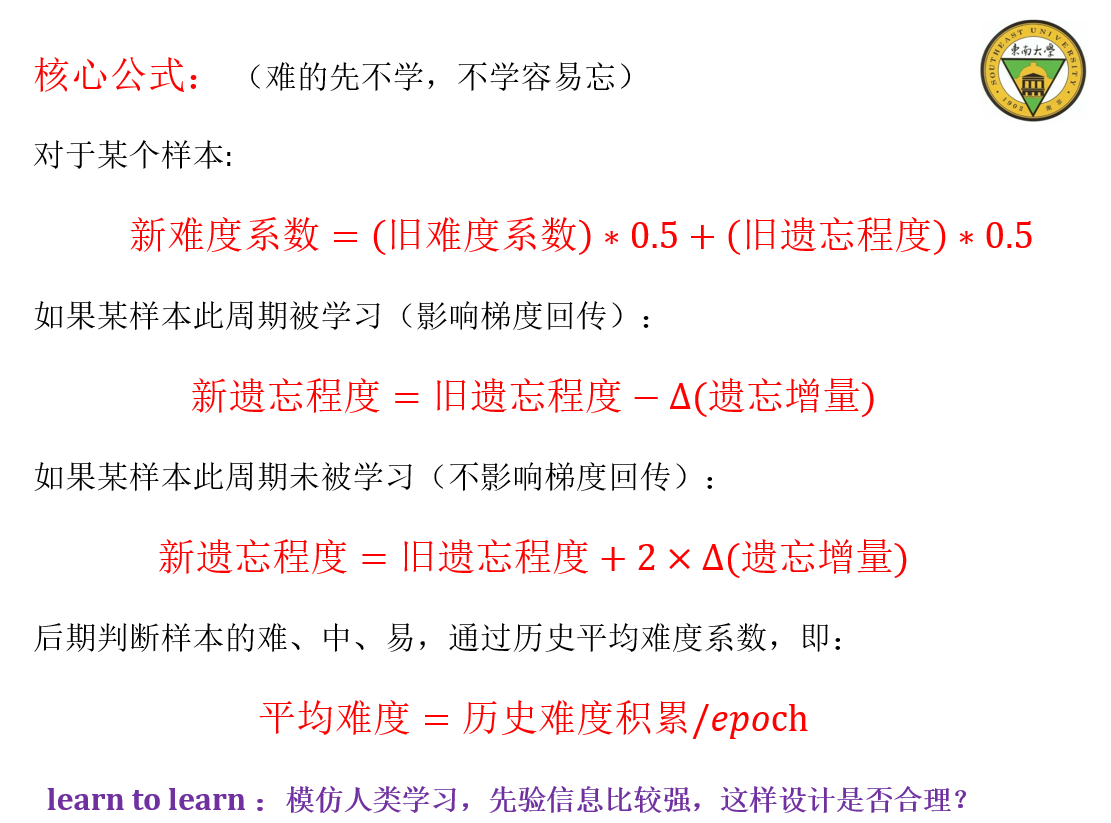 核心公式： （难的先不学，不学容易忘）
東南大學
SOUTHEAST UNIVERSITY
1902
南京
对于某个样本:
新难度系数 = (旧难度系数) ∗ 0.5 + (旧遗忘程度) ∗ 0.5
如果某样本此周期被学习（影响梯度回传）：
新遗忘程度 = 旧遗忘程度 − Δ(遗忘增量)
如果某样本此周期未被学习（不影响梯度回传）：
新遗忘程度 = 旧遗忘程度 + 2 × Δ(遗忘增量)
后期判断样本的难、中、易，通过历史平均难度系数，即：
平均难度 = 历史难度积累/epoch
learn to learn ：模仿人类学习，先验信息比较强，这样设计是否合理？